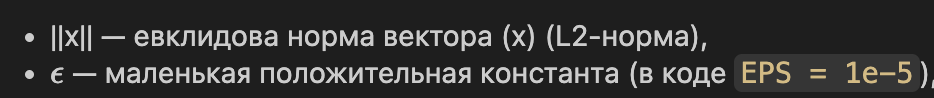 • ||x|| — евклидова норма вектора (x) (L2-норма),
• ϵ — маленькая положительная константа (в коде EPS = 1e−5),